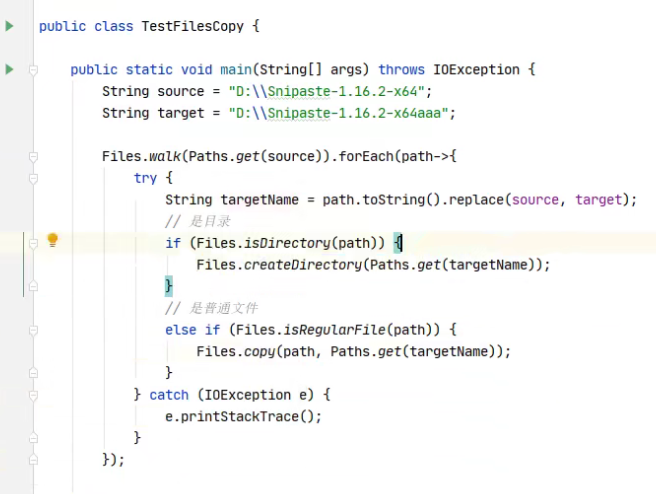 public class TestFilesCopy {
public static void main(String[] args) throws IOException {
String source = "D:\\Snipaste-1.16.2-x64";
String target = "D:\\Snipaste-1.16.2-x64aaa";
Files.walk(Paths.get(source)).forEach(path->{
try {
String targetName = path.toString().replace(source, target);
// 是目录
if (Files.isDirectory(path)) {
Files.createDirectory(Paths.get(targetName));
}
// 是普通文件
else if (Files.isRegularFile(path)) {
Files.copy(path, Paths.get(targetName));
}
} catch (IOException e) {
e.printStackTrace();
}
});